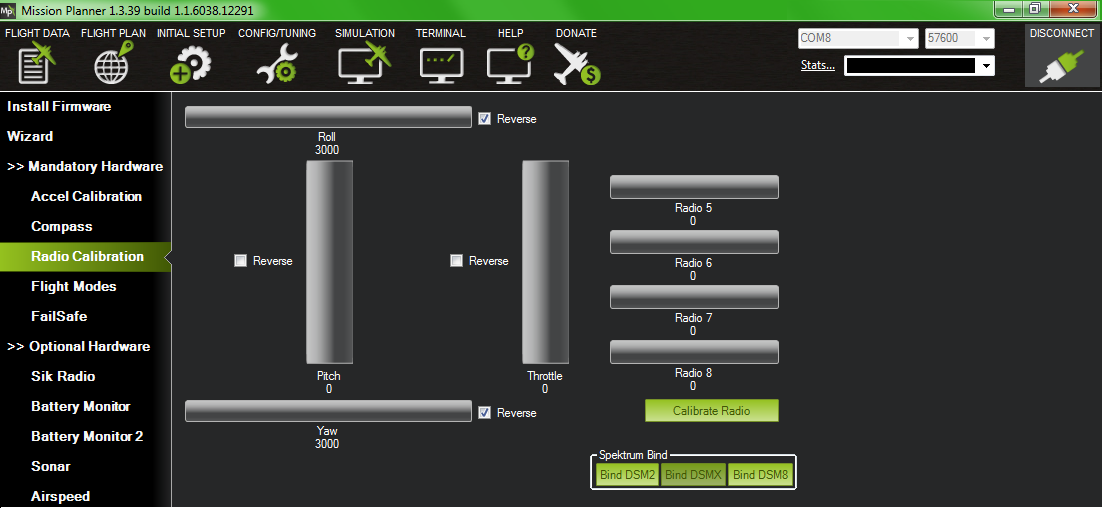 Mp
Mission Planner 1.3.39 build 1.1.6038.12291
FLIGHT DATA FLIGHT PLAN INITIAL SETUP CONFIG/TUNING SIMULATION TERMINAL HELP DONATE
COM8 57600 DISCONNECT
Stats...
Install Firmware
Wizard
>> Mandatory Hardware
Accel Calibration
Compass
Radio Calibration
Flight Modes
FailSafe
>> Optional Hardware
Sik Radio
Battery Monitor
Battery Monitor 2
Sonar
Airspeed
Reverse
Roll
3000
Reverse
Pitch
0
Reverse
Throttle
0
Reverse
Yaw
3000
Radio 5
0
Radio 6
0
Radio 7
0
Radio 8
0
Calibrate Radio
Spektrum Bind
Bind DSM2 Bind DSMX Bind DSM8